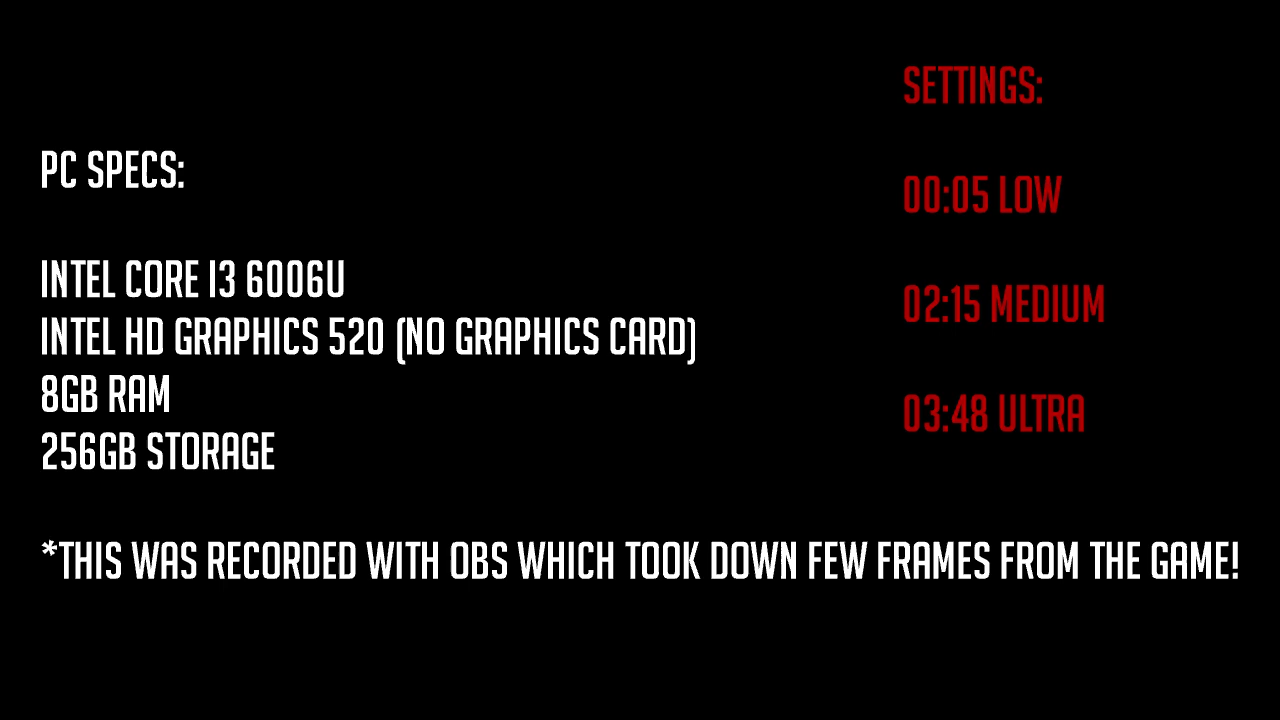 PC SPECS:
INTEL CORE I3 6006U
INTEL HD GRAPHICS 520 (NO GRAPHICS CARD)
8GB RAM
256GB STORAGE
*THIS WAS RECORDED WITH OBS WHICH TOOK DOWN FEW FRAMES FROM THE GAME!
SETTINGS:
00:05 LOW
02:15 MEDIUM
03:48 ULTRA